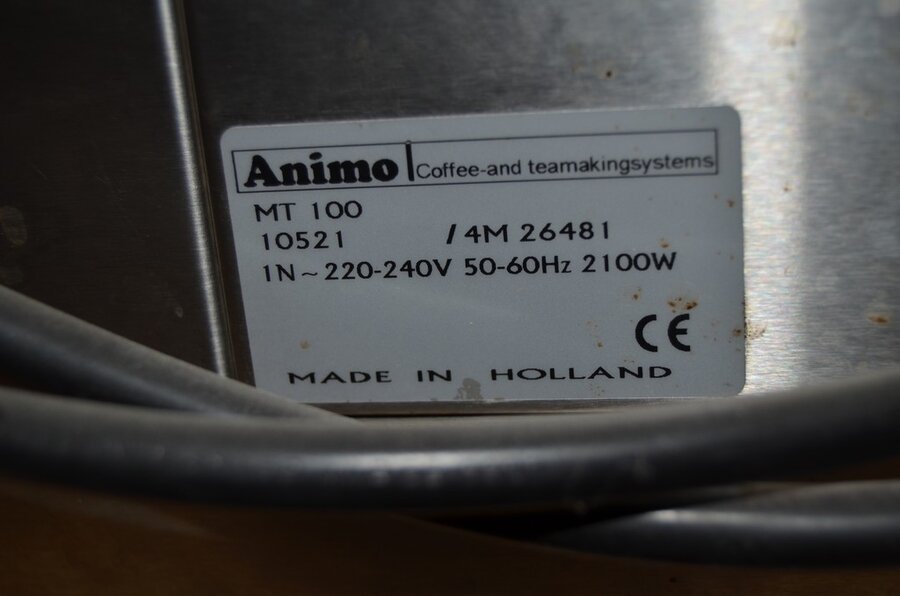 Animo Coffee-and teamakingsystems
MT 100
10521 /4M 26481
1N~220-240V 50-60Hz 2100W
CE
MADE IN HOLLAND